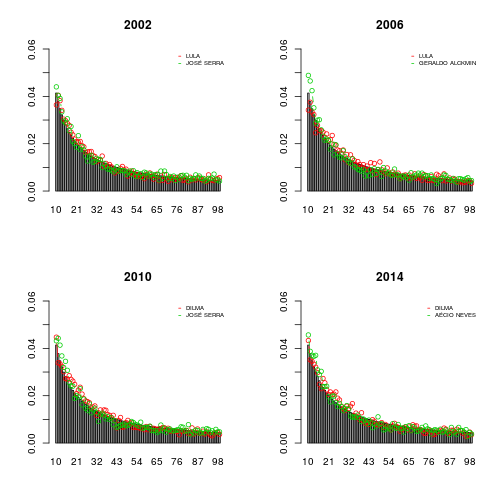 2002
LULA
JOSÉ SERRA
0.00 0.02 0.04 0.06
10 21 32 43 54 65 76 87 98
2006
LULA
GERALDO ALCKMIN
0.00 0.02 0.04 0.06
10 21 32 43 54 65 76 87 98
2010
DILMA
JOSÉ SERRA
0.00 0.02 0.04 0.06
10 21 32 43 54 65 76 87 98
2014
DILMA
AÉCIO NEVES
0.00 0.02 0.04 0.06
10 21 32 43 54 65 76 87 98